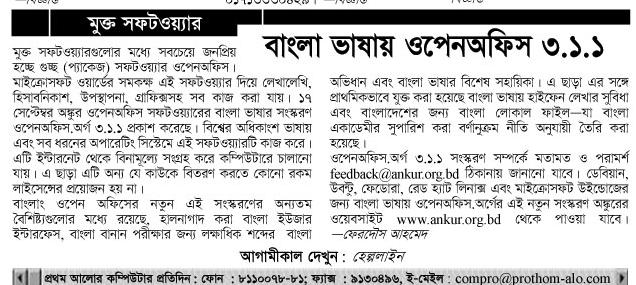 মুক্ত সফটওয়্যার
বাংলা ভাষায় ওপেনঅফিস ৩.১.১
মুক্ত সফটওয়্যারগুলোর মধ্যে সবচেয়ে জনপ্রিয়
হচ্ছে গুচ্ছ (প্যাকেজ) সফটওয়্যার ওপেনঅফিস।
মাইক্রোসফট ওয়ার্ডের সমকক্ষ এই সফটওয়্যার দিয়ে লেখালেখি,
হিসাবনিকাশ, উপস্থাপনা, গ্রাফিক্সসহ সব কাজ করা যায়। ১৭
সেপ্টেম্বর অঙ্কুর ওপেনঅফিস সফটওয়্যারের বাংলা ভাষার সংস্করণ
ওপেনঅফিস.অর্গ ৩.১.১ প্রকাশ করেছে। বিশ্বের অধিকাংশ ভাষায়
এবং সব ধরনের অপারেটিং সিস্টেমে এই সফটওয়্যারটি কাজ করে।
এটি ইন্টারনেট থেকে বিনামূল্যে সংগ্রহ করে কম্পিউটারে চালানো
যায়। এ ছাড়া এটি অন্য যে কাউকে বিতরণ করতে কোনো রকম
লাইসেন্সের প্রয়োজন হয় না।
বাংলাং ওপেন অফিসের নতুন এই সংস্করণের অন্যতম
বৈশিষ্ট্যগুলোর মধ্যে রয়েছে, হালনাগাদ করা বাংলা ইউজার
ইন্টারফেস, বাংলা বানান পরীক্ষার জন্য লক্ষাধিক শব্দের বাংলা
অভিধান এবং বাংলা ভাষার বিশেষ সহায়িকা। এ ছাড়া এর সঙ্গে
প্রাথমিকভাবে যুক্ত করা হয়েছে বাংলা ভাষায় হাইফেন লেখার সুবিধা
এবং বাংলাদেশের জন্য বাংলা লোকাল ফাইল—যা বাংলা
একাডেমীর সুপারিশ করা বর্ণানুক্রম নীতি অনুযায়ী তৈরি করা
হয়েছে।
ওপেনঅফিস.অর্গ ৩.১.১ সংস্করণ সম্পর্কে মতামত ও পরামর্শ
feedback@ankur.org.bd ঠিকানায় জানানো যাবে। ডেবিয়ান,
উবন্টু, ফেডোরা, রেড হ্যাট লিনাক্স এবং মাইক্রোসফট উইন্ডোজের
জন্য বাংলা ভাষায় ওপেনঅফিস.অর্গের এই নতুন সংস্করণ অঙ্কুরের
ওয়েবসাইট www.ankur.org.bd থেকে পাওয়া যাবে।
—ফেরদৌস আহমেদ
আগামীকাল দেখুন : হেল্পলাইন
প্রথম আলোর কম্পিউটার প্রতিদিন : ফোন : ৮১১০০৭৮-৮১; ফ্যাক্স : ৯১৩০৪৯৬, ই-মেইল : compro@prothom-alo.com